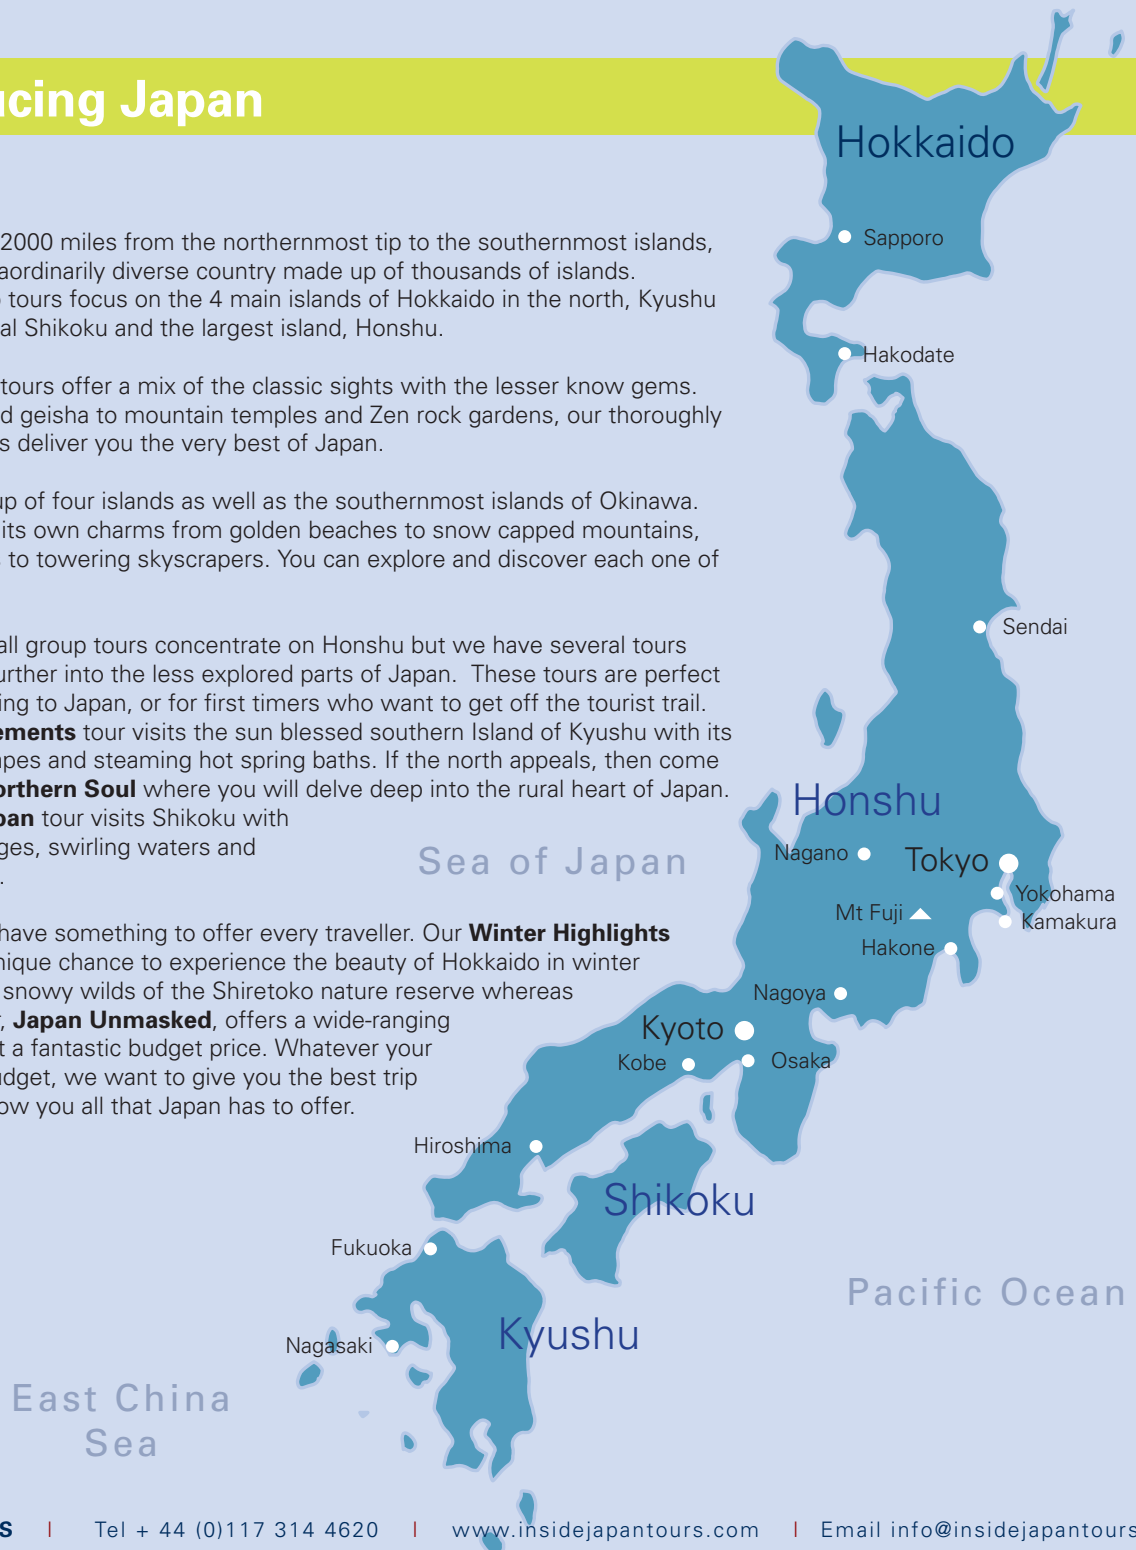 ucing Japan
2000 miles from the northernmost tip to the southernmost islands,
aordinarily diverse country made up of thousands of islands.
tours focus on the 4 main islands of Hokkaido in the north, Kyushu
al Shikoku and the largest island, Honshu.
tours offer a mix of the classic sights with the lesser know gems.
d geisha to mountain temples and Zen rock gardens, our thoroughly
s deliver you the very best of Japan.
up of four islands as well as the southernmost islands of Okinawa.
its own charms from golden beaches to snow capped mountains,
to towering skyscrapers. You can explore and discover each one of
all group tours concentrate on Honshu but we have several tours
urther into the less explored parts of Japan. These tours are perfect
ing to Japan, or for first timers who want to get off the tourist trail.
ements tour visits the sun blessed southern Island of Kyushu with its
apes and steaming hot spring baths. If the north appeals, then come
orthern Soul where you will delve deep into the rural heart of Japan.
pan tour visits Shikoku with
ges, swirling waters and
.
have something to offer every traveller. Our Winter Highlights
nique chance to experience the beauty of Hokkaido in winter
snowy wilds of the Shiretoko nature reserve whereas
, Japan Unmasked, offers a wide-ranging
t a fantastic budget price. Whatever your
udget, we want to give you the best trip
ow you all that Japan has to offer.
Hokkaido
Sapporo
Hakodate
Sendai
Honshu
Sea of Japan
Nagano
Tokyo
Yokohama
Mt Fuji
Kamakura
Hakone
Nagoya
Kyoto
Kobe
Osaka
Hiroshima
Shikoku
Fukuoka
Pacific Ocean
Kyushu
Nagasaki
East China
Sea
S | Tel + 44 (0)117 314 4620 | www.insidejapantours.com | Email info@insidejapantours